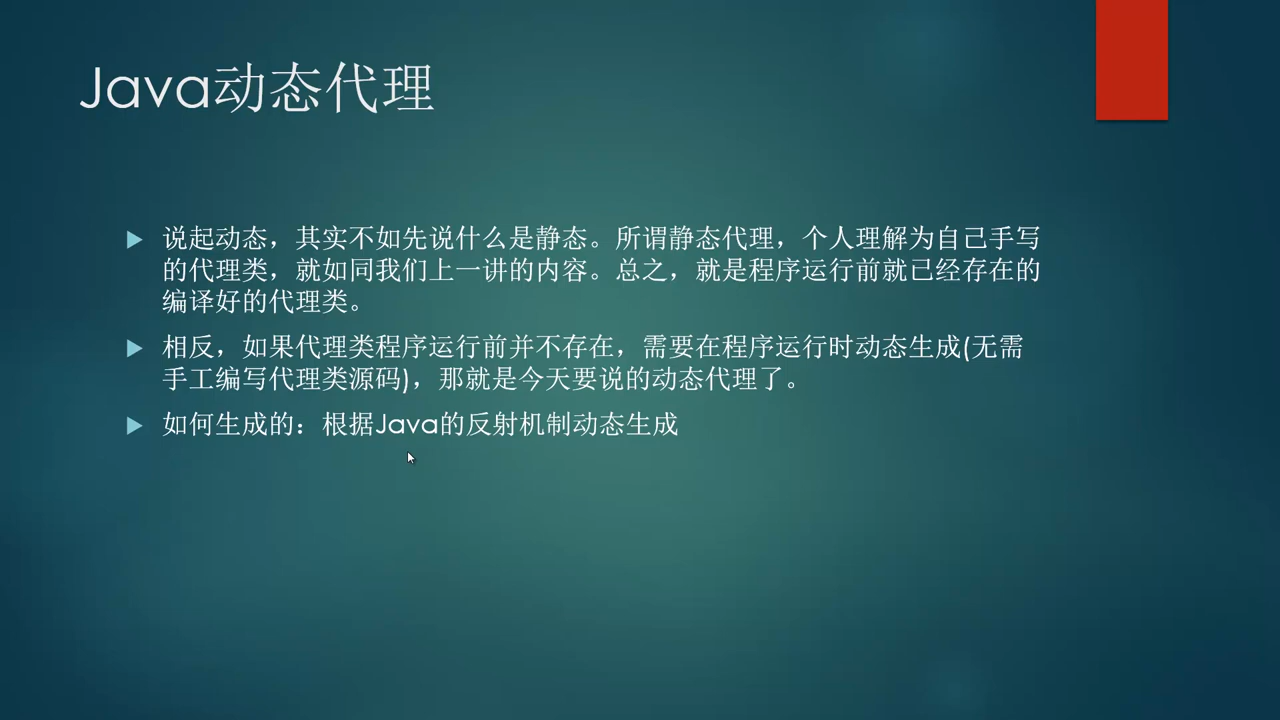 Java动态代理
说起动态，其实不如先说什么是静态。所谓静态代理，个人理解为自己手写
的代理类，就如同我们上一讲的内容。总之，就是程序运行前就已经存在的
编译好的代理类。
相反，如果代理类程序运行前并不存在，需要在程序运行时动态生成(无需
手工编写代理类源码)，那就是今天要说的动态代理了。
如何生成的：根据Java的反射机制动态生成